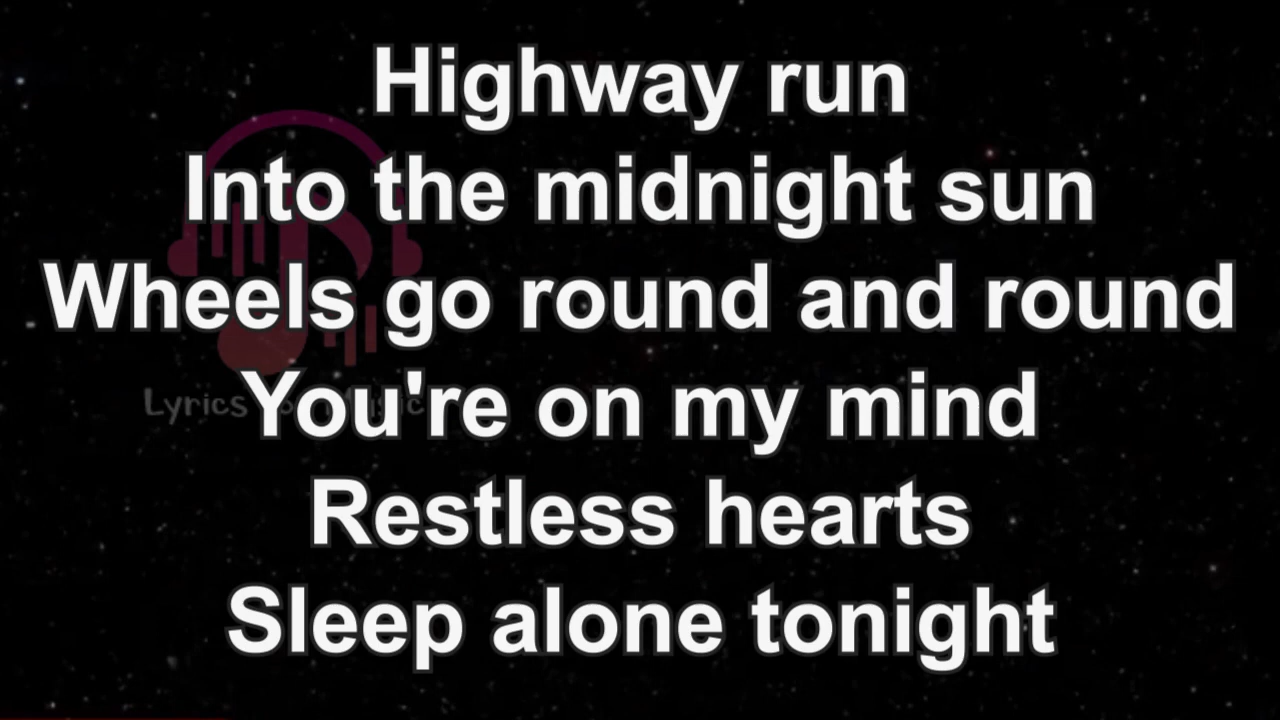 Highway run
Into the midnight sun
Wheels go round and round
You're on my mind
Restless hearts
Sleep alone tonight
Lyrics